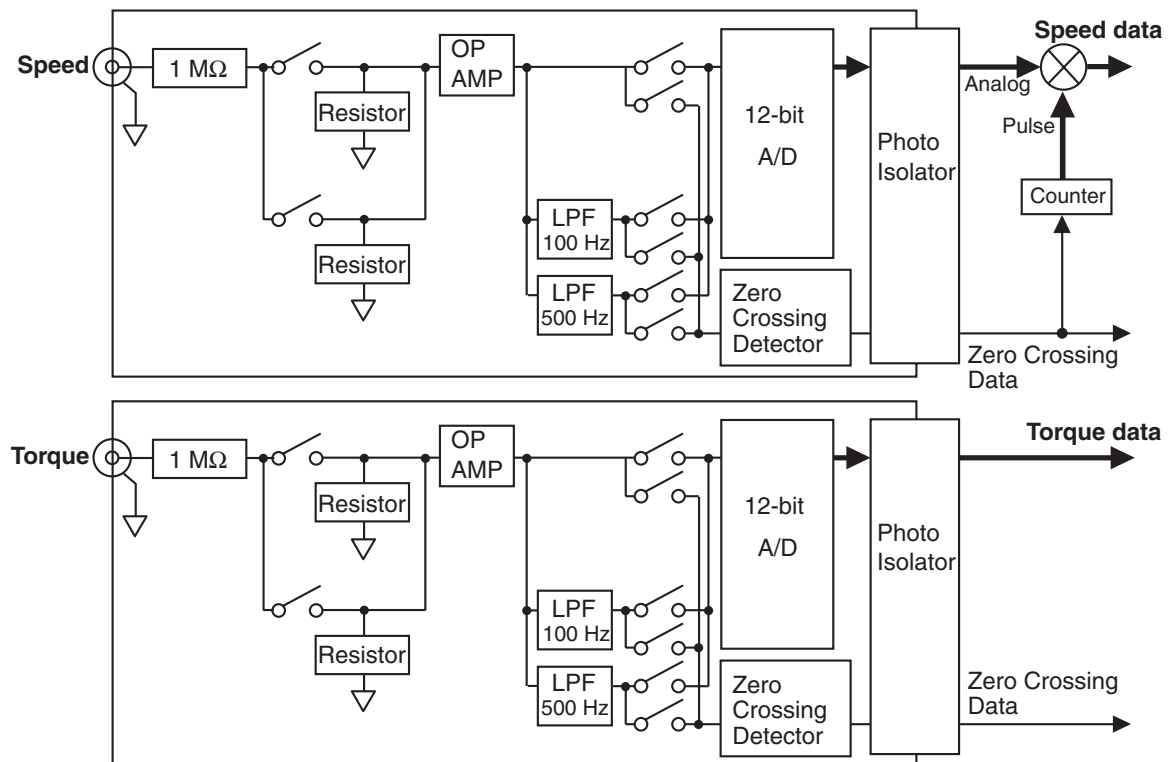 Speed
1 MΩ
Resistor
Resistor
OP
AMP
LPF
100 Hz
LPF
500 Hz
12-bit
A/D
Zero
Crossing
Detector
Photo
Isolator
Speed data
Analog
Pulse
Counter
Zero Crossing
Data
Torque
1 MΩ
Resistor
Resistor
OP
AMP
LPF
100 Hz
LPF
500 Hz
12-bit
A/D
Zero
Crossing
Detector
Photo
Isolator
Torque data
Zero Crossing
Data